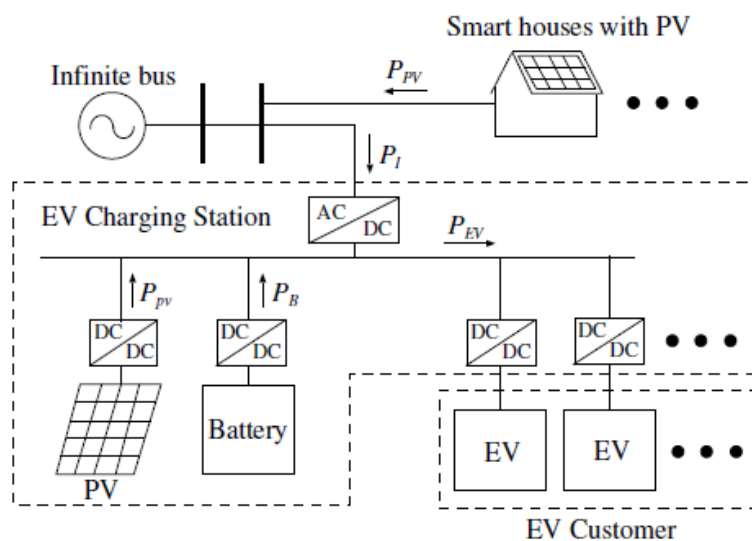 Smart houses with PV
Infinite bus
P_PV
P_I
EV Charging Station
AC
DC
P_EV
P_pv
P_B
DC
DC
DC
DC
DC
DC
DC
DC
Battery
EV
EV
PV
EV Customer